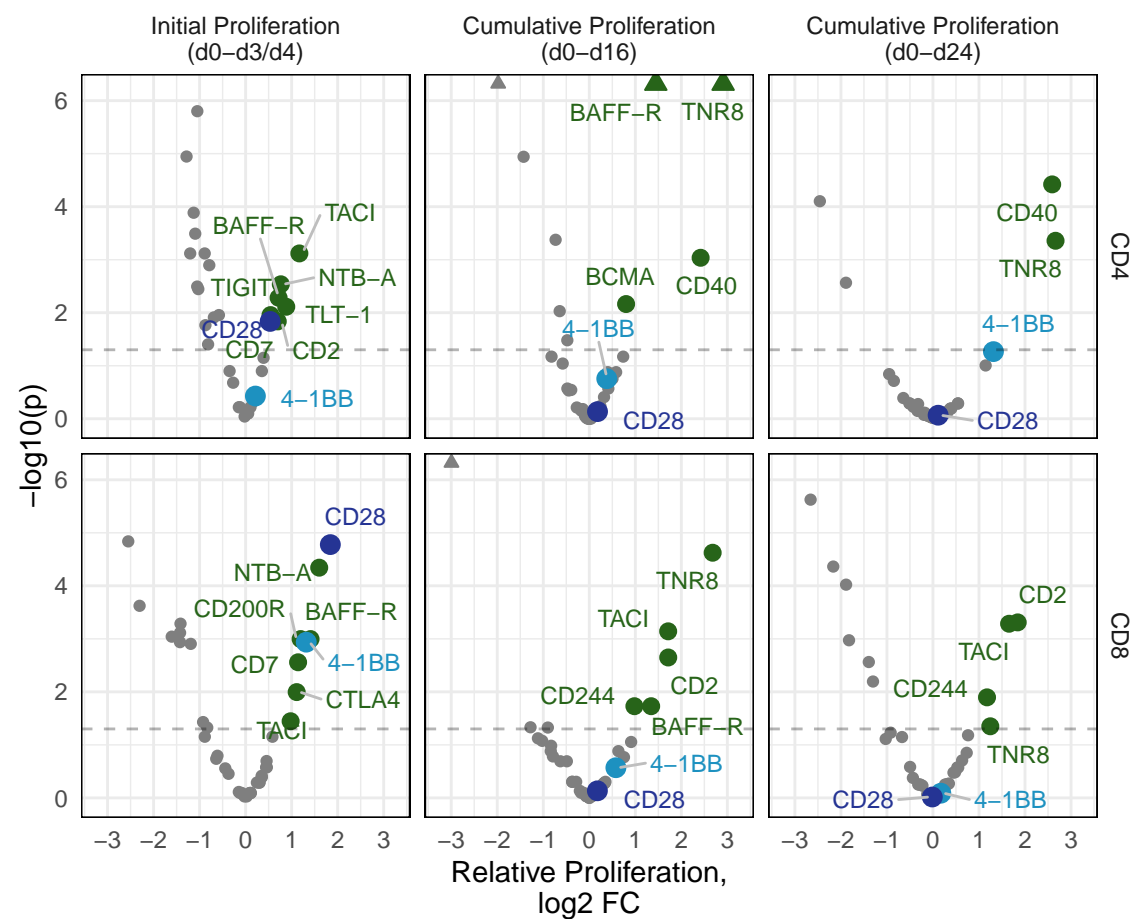 Initial Proliferation
(d0−d3/d4)
Cumulative Proliferation
(d0−d16)
Cumulative Proliferation
(d0−d24)
−log10(p)
6
4
2
0
BAFF−R
TACI
TIGIT
NTB−A
TLT−1
CD28
CD7
CD2
4−1BB
BAFF−R
TNR8
BCMA
CD40
4−1BB
CD28
CD40
TNR8
4−1BB
CD28
CD4
6
4
2
0
CD28
NTB−A
CD200R
BAFF−R
CD7
4−1BB
CTLA4
TACI
TNR8
TACI
CD2
CD244
BAFF−R
4−1BB
CD28
CD2
TACI
CD244
TNR8
CD28
4−1BB
CD8
−3 −2 −1 0 1 2 3
−3 −2 −1 0 1 2 3
−3 −2 −1 0 1 2 3
Relative Proliferation,
log2 FC